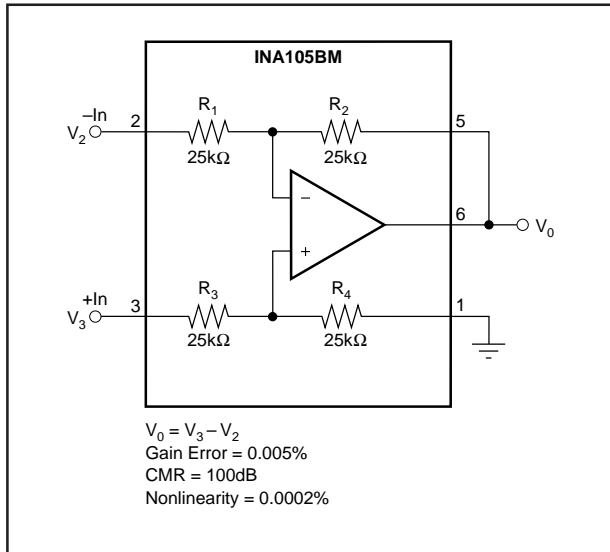 INA105BM
–In
V2
2
R1
25kΩ
R2
25kΩ
5
–
6
V0
+
+In
V3
3
R3
25kΩ
R4
25kΩ
1
V0 = V3 – V2
Gain Error = 0.005%
CMR = 100dB
Nonlinearity = 0.0002%